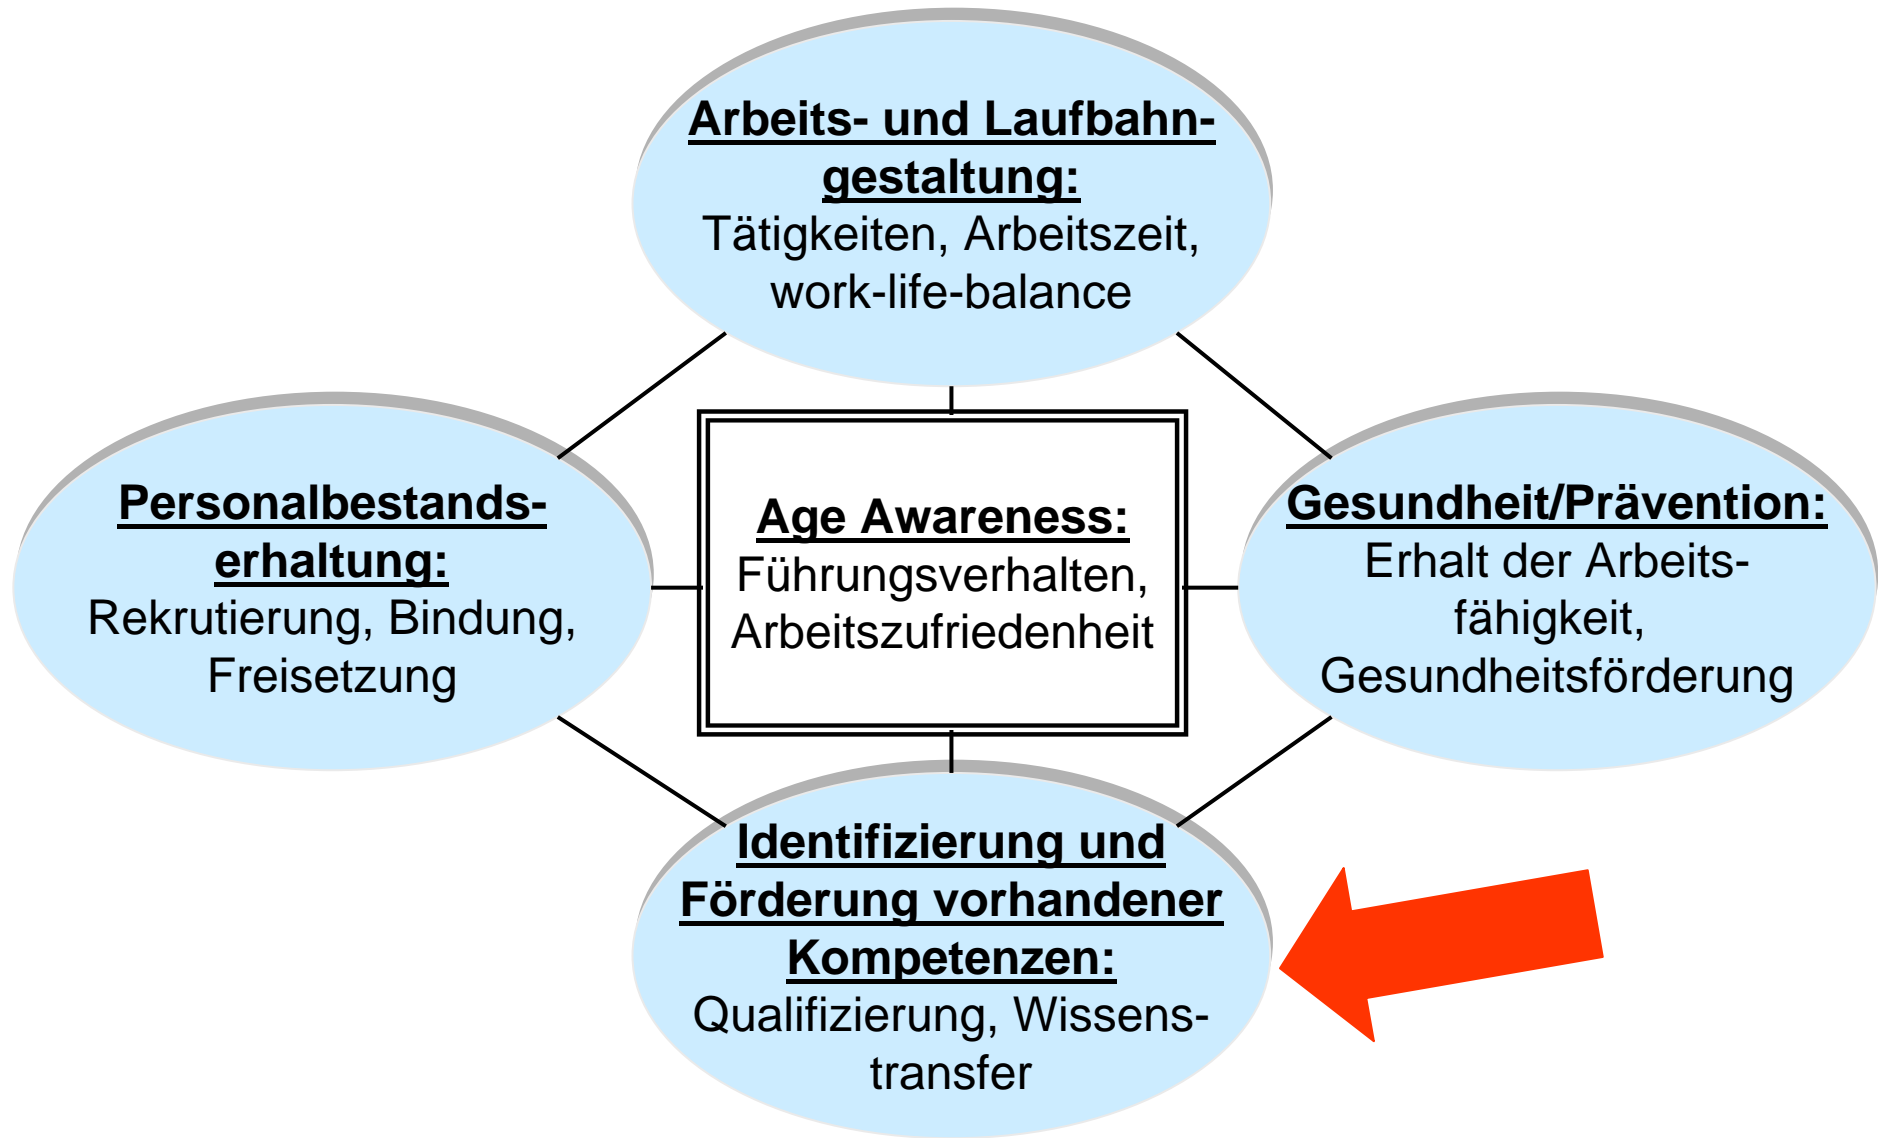 Arbeits- und Laufbahn-
gestaltung:
Tätigkeiten, Arbeitszeit,
work-life-balance
Personalbestands-
erhaltung:
Rekrutierung, Bindung,
Freisetzung
Age Awareness:
Führungsverhalten,
Arbeitszufriedenheit
Gesundheit/Prävention:
Erhalt der Arbeits-
fähigkeit,
Gesundheitsförderung
Identifizierung und
Förderung vorhandener
Kompetenzen:
Qualifizierung, Wissens-
transfer